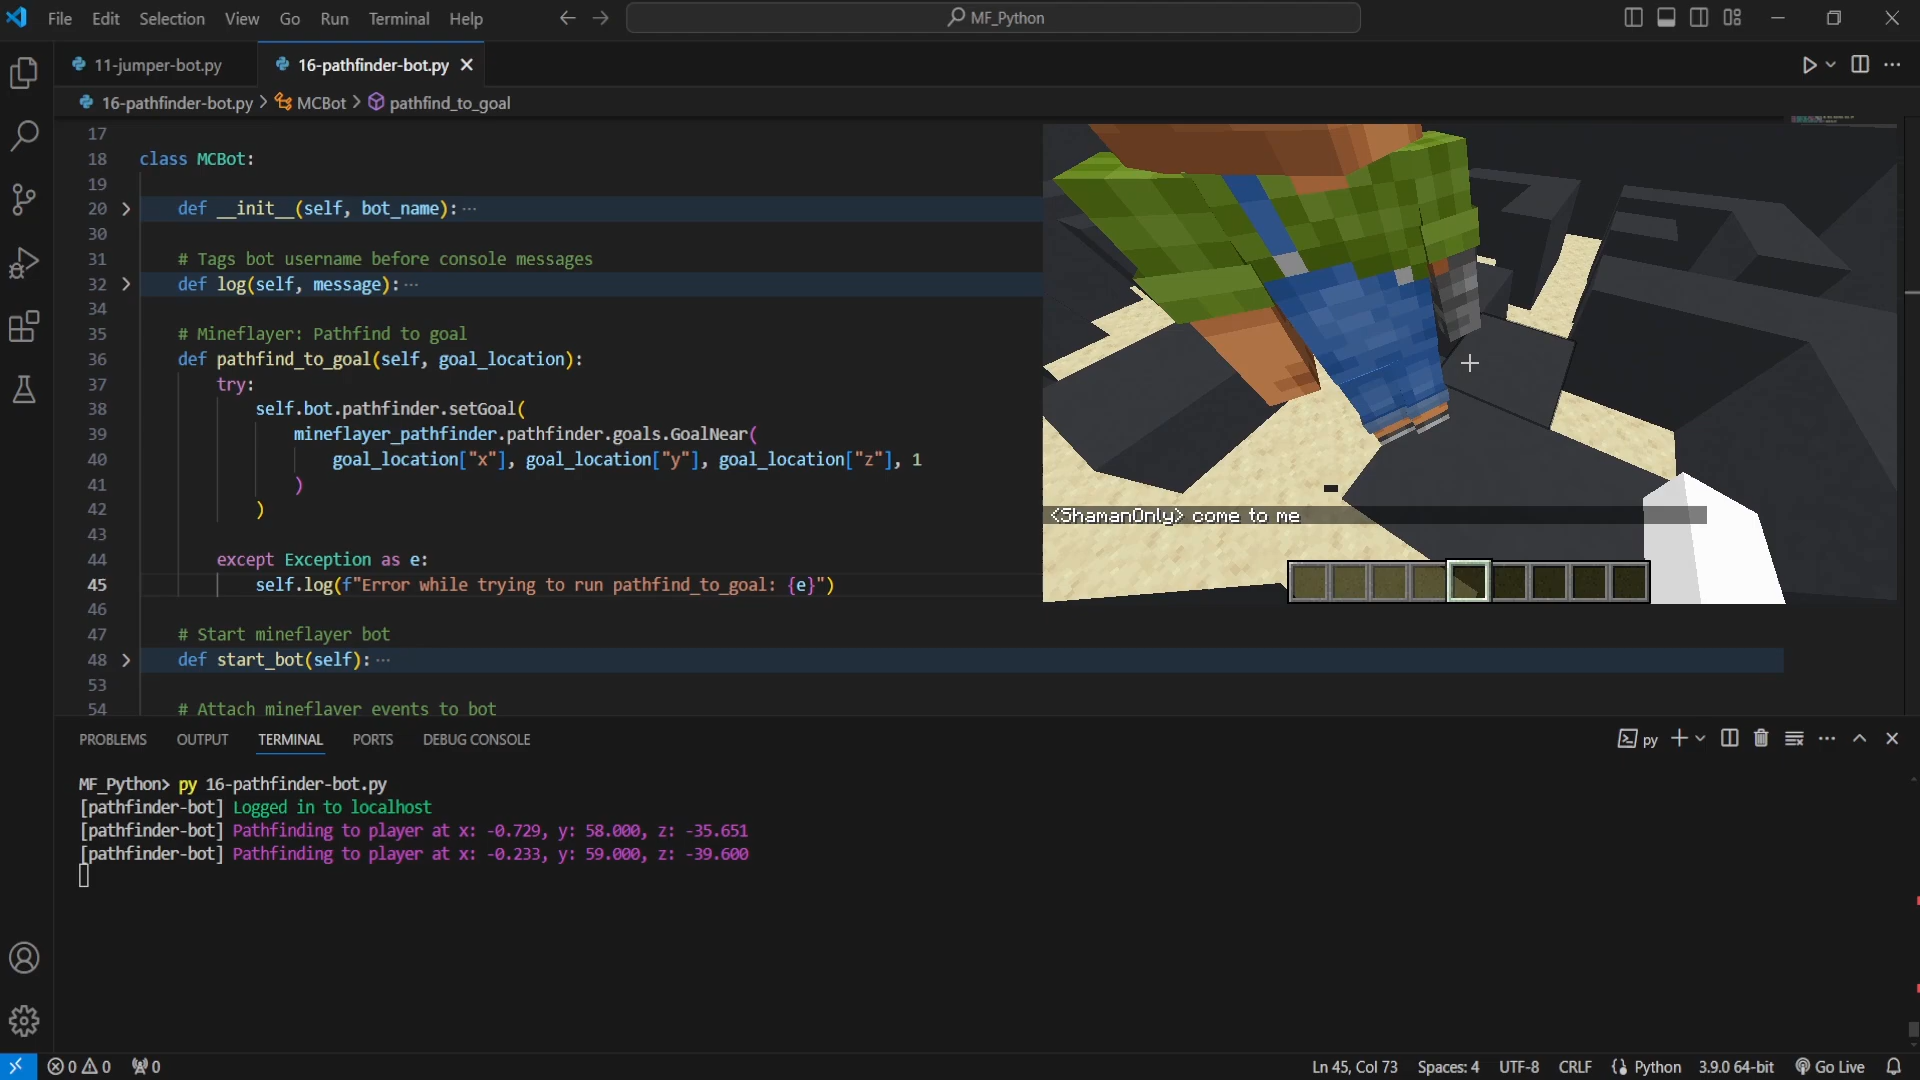 File Edit Selection View Go Run Terminal Help MF_Python
11-jumper-bot.py 16-pathfinder-bot.py
16-pathfinder-bot.py > MCBot > pathfind_to_goal
17
18 class MCBot:
19
20 def __init__(self, bot_name): ...
30
31 # Tags bot username before console messages
32 def log(self, message): ...
34
35 # Mineflayer: Pathfind to goal
36 def pathfind_to_goal(self, goal_location):
37 try:
38 self.bot.pathfinder.setGoal(
39 mineflayer_pathfinder.pathfinder.goals.GoalNear(
40 goal_location["x"], goal_location["y"], goal_location["z"], 1
41 )
42 )
43
44 except Exception as e:
45 self.log(f"Error while trying to run pathfind_to_goal: {e}")
46
47 # Start mineflayer bot
48 def start_bot(self): ...
53
54 # Attach mineflayer events to bot
<ShamanOnly> come to me
PROBLEMS OUTPUT TERMINAL PORTS DEBUG CONSOLE py
MF_Python> py 16-pathfinder-bot.py
[pathfinder-bot] Logged in to localhost
[pathfinder-bot] Pathfinding to player at x: -0.729, y: 58.000, z: -35.651
[pathfinder-bot] Pathfinding to player at x: -0.233, y: 59.000, z: -39.600
0 0 0 Ln 45, Col 73 Spaces: 4 UTF-8 CRLF Python 3.9.0 64-bit Go Live